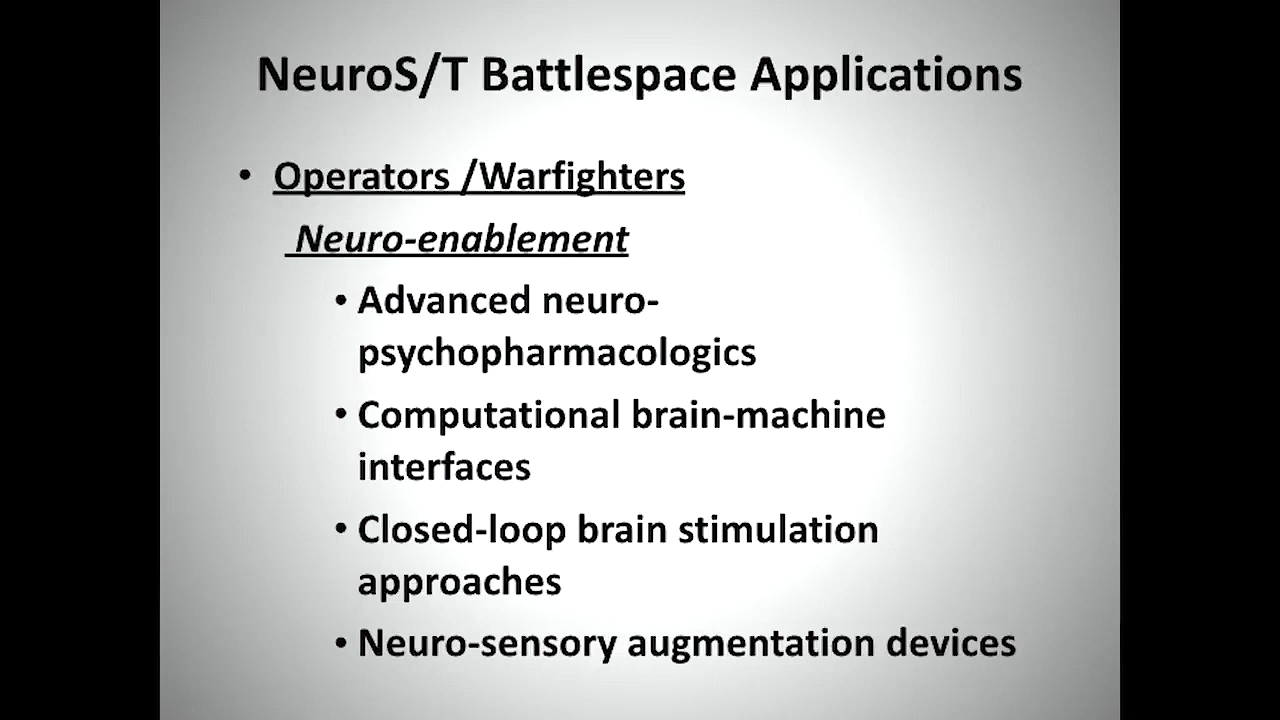 NeuroS/T Battlespace Applications
• Operators /Warfighters
Neuro-enablement
• Advanced neuro-
psychopharmacologics
• Computational brain-machine
interfaces
• Closed-loop brain stimulation
approaches
• Neuro-sensory augmentation devices